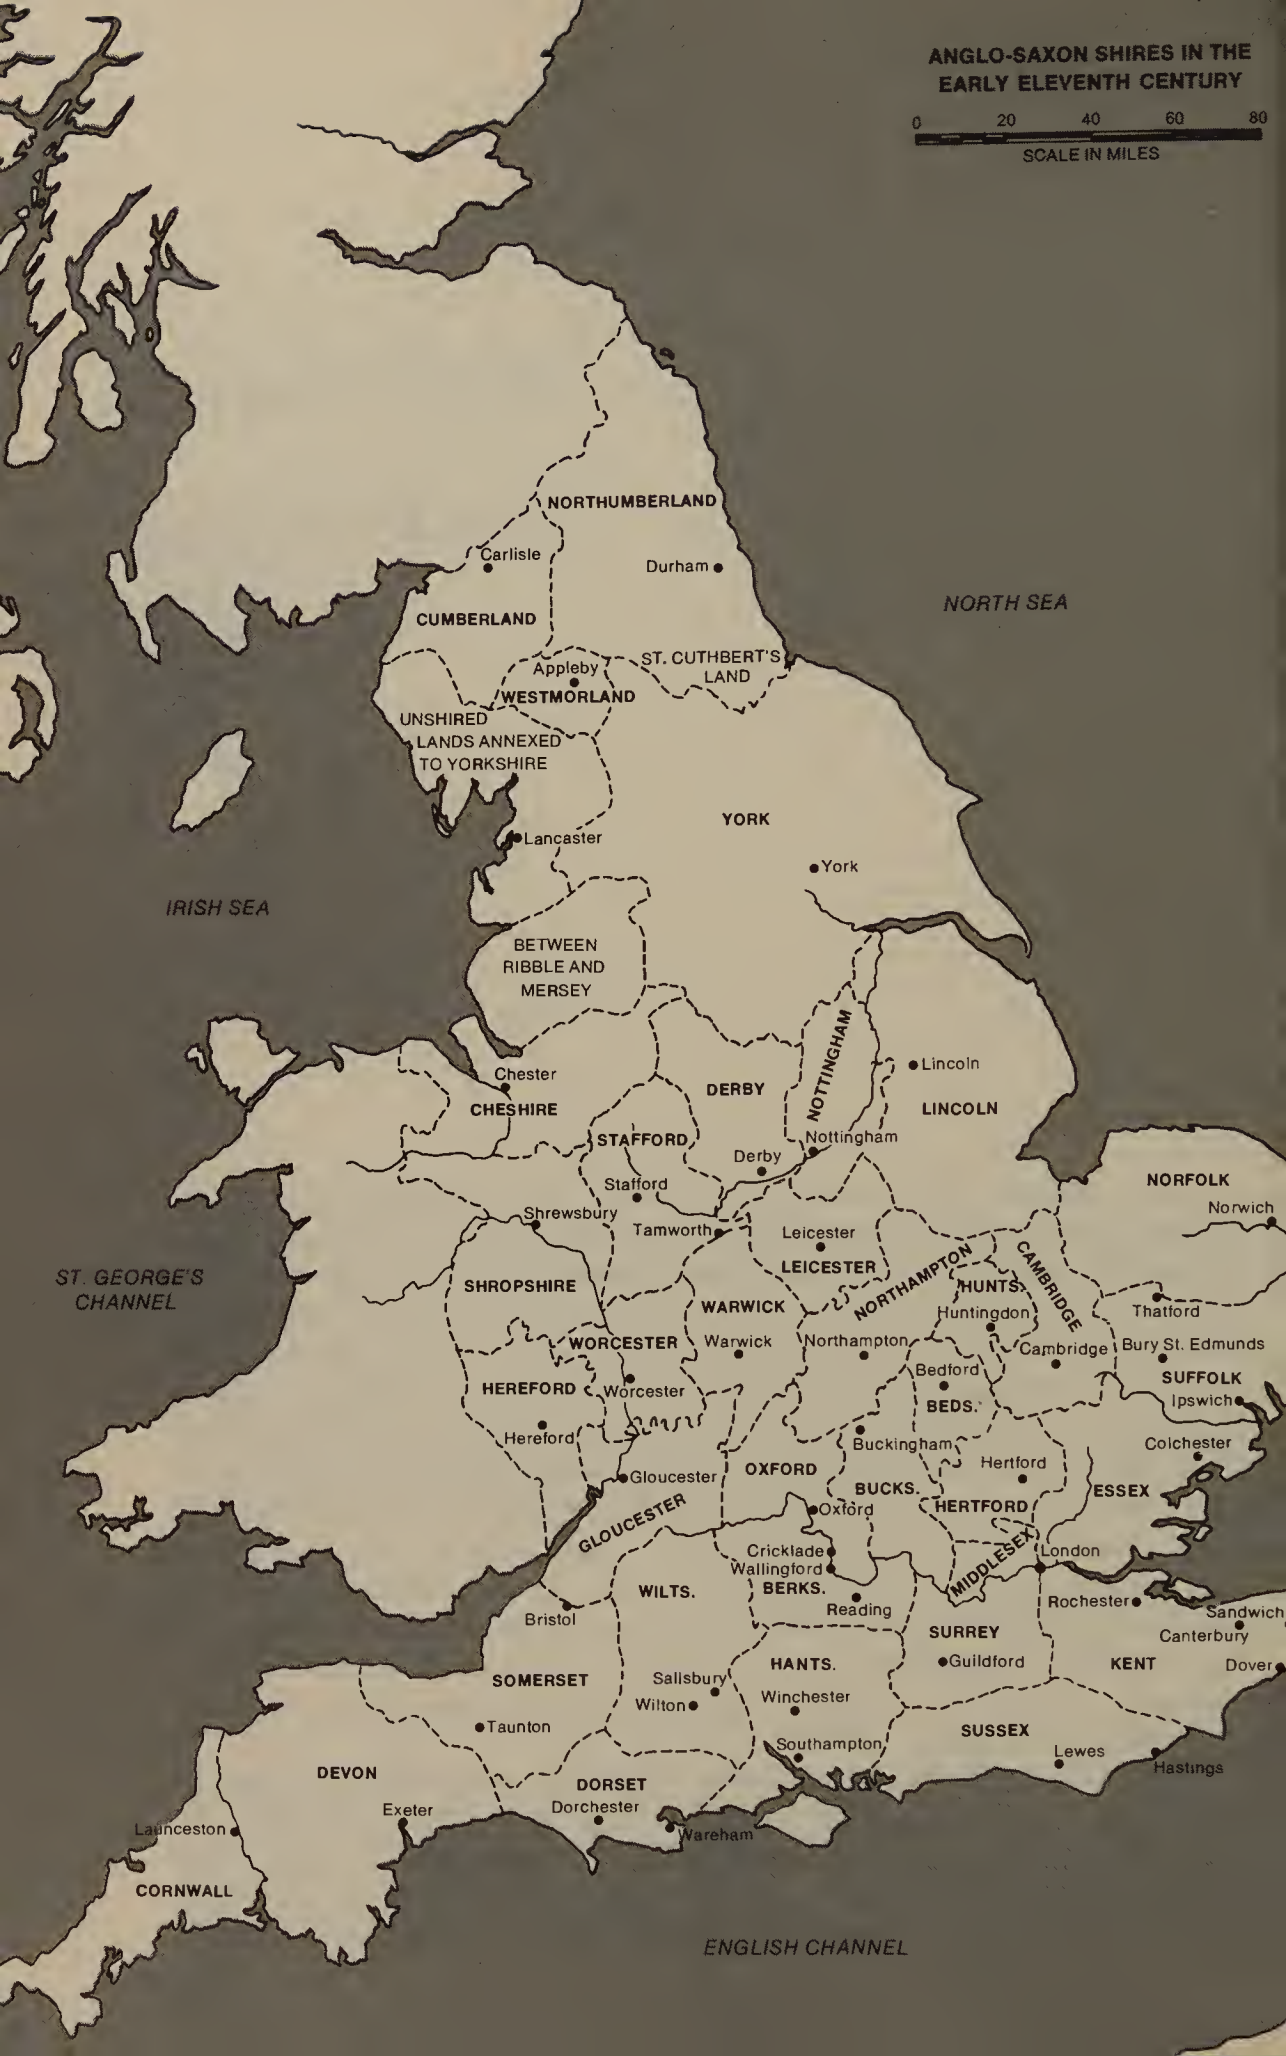 ANGLO-SAXON SHIRES IN THE
EARLY ELEVENTH CENTURY
0 20 40 60 80
SCALE IN MILES
NORTHUMBERLAND
Carlisle
Durham
NORTH SEA
CUMBERLAND
ST. CUTHBERT'S
LAND
Appleby
WESTMORLAND
UNSHIRED
LANDS ANNEXED
TO YORKSHIRE
YORK
Lancaster
York
IRISH SEA
BETWEEN
RIBBLE AND
MERSEY
NOTTINGHAM
Lincoln
Chester
DERBY
CHESHIRE
LINCOLN
STAFFORD
Nottingham
Derby
NORFOLK
Stafford
Norwich
Shrewsbury
Tamworth
Leicester
ST. GEORGE'S
CHANNEL
LEICESTER
NORTHAMPTON
CAMBRIDGE
SHROPSHIRE
HUNTS.
WARWICK
Huntingdon
Thatford
WORCESTER
Warwick
Northampton
Cambridge
Bury St. Edmunds
Bedford
SUFFOLK
HEREFORD
Worcester
Ipswich
BEDS.
Hereford
Buckingham
Colchester
Gloucester
OXFORD
Hertford
BUCKS.
ESSEX
GLOUCESTER
Oxford
HERTFORD
Cricklade
London
MIDDLESEX
Wallingford
WILTS.
BERKS.
Bristol
Reading
Rochester
Sandwich
SURREY
Canterbury
SOMERSET
Salisbury
HANTS.
Guildford
KENT
Dover
Wilton
Winchester
Taunton
SUSSEX
Southampton
Lewes
Hastings
DEVON
DORSET
Exeter
Dorchester
Launceston
Wareham
CORNWALL
ENGLISH CHANNEL